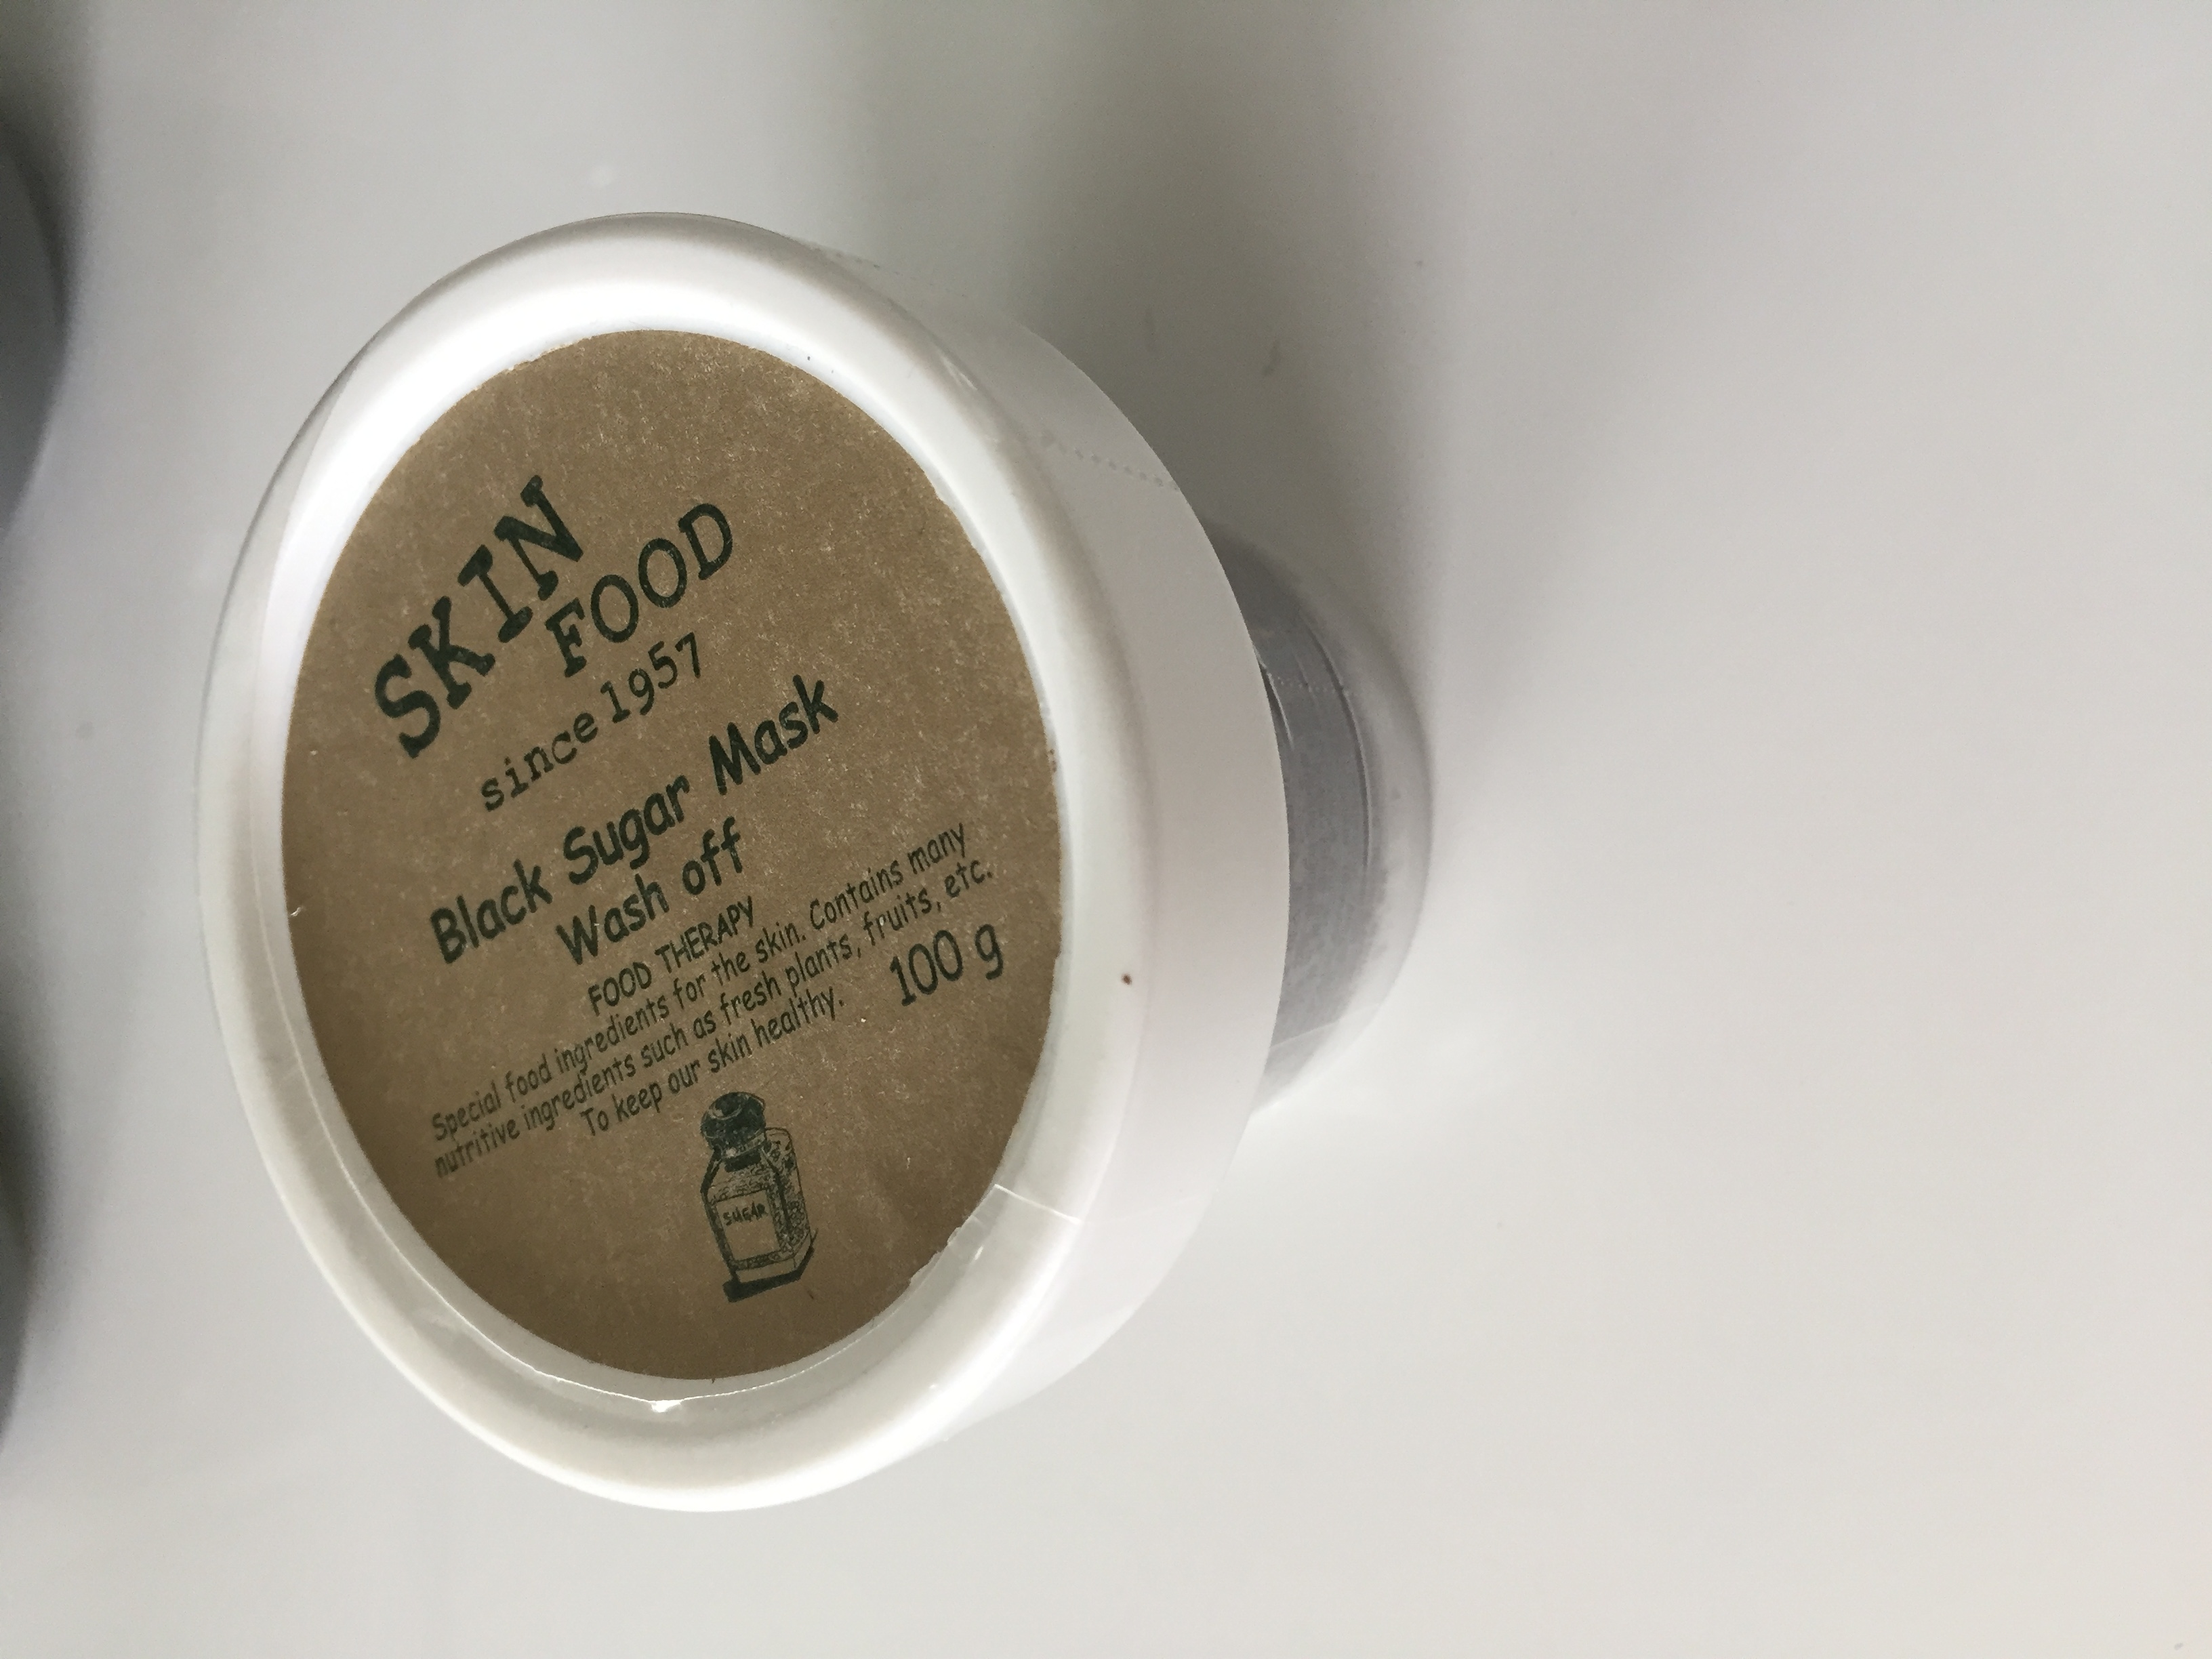 SKIN
FOOD
since 1957
Black Sugar Mask
Wash off
FOOD THERAPY
Special food ingredients for the skin. Contains many
nutritive ingredients such as fresh plants, fruits, etc.
To keep our skin healthy.
100 g
SUGAR